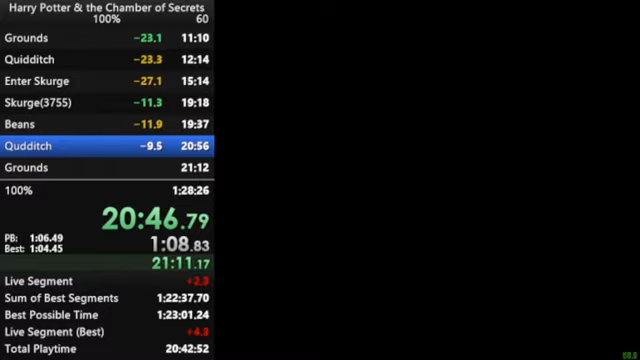 Harry Potter & the Chamber of Secrets
100% 60
Grounds −23.1 11:10
Quidditch −23.3 12:14
Enter Skurge −27.1 15:14
Skurge(3755) −11.3 19:18
Beans −11.9 19:37
Qudditch −9.5 20:56
Grounds 21:12
100% 1:28:26
20:46.79
PB: 1:06.49 1:08.83
Best: 1:04.45
21:11.17
Live Segment +2.3
Sum of Best Segments 1:22:37.70
Best Possible Time 1:23:01.24
Live Segment (Best) +4.3
Total Playtime 20:42:52